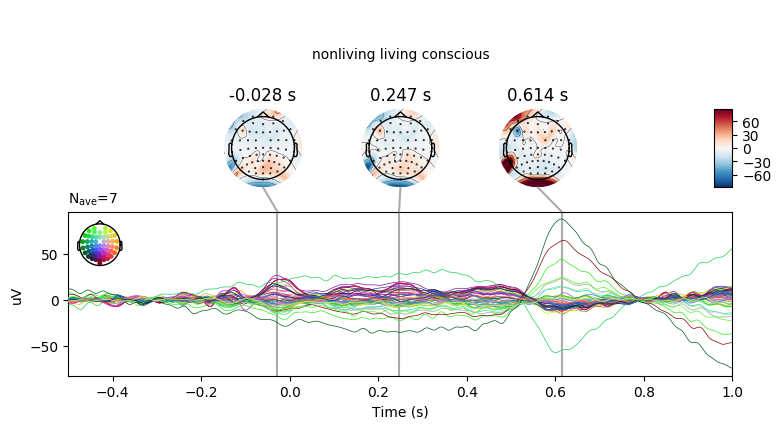 nonliving living conscious
-0.028 s 0.247 s 0.614 s
60
30
0
−30
−60
Nave=7
50
0
−50
uV
−0.4 −0.2 0.0 0.2 0.4 0.6 0.8 1.0
Time (s)